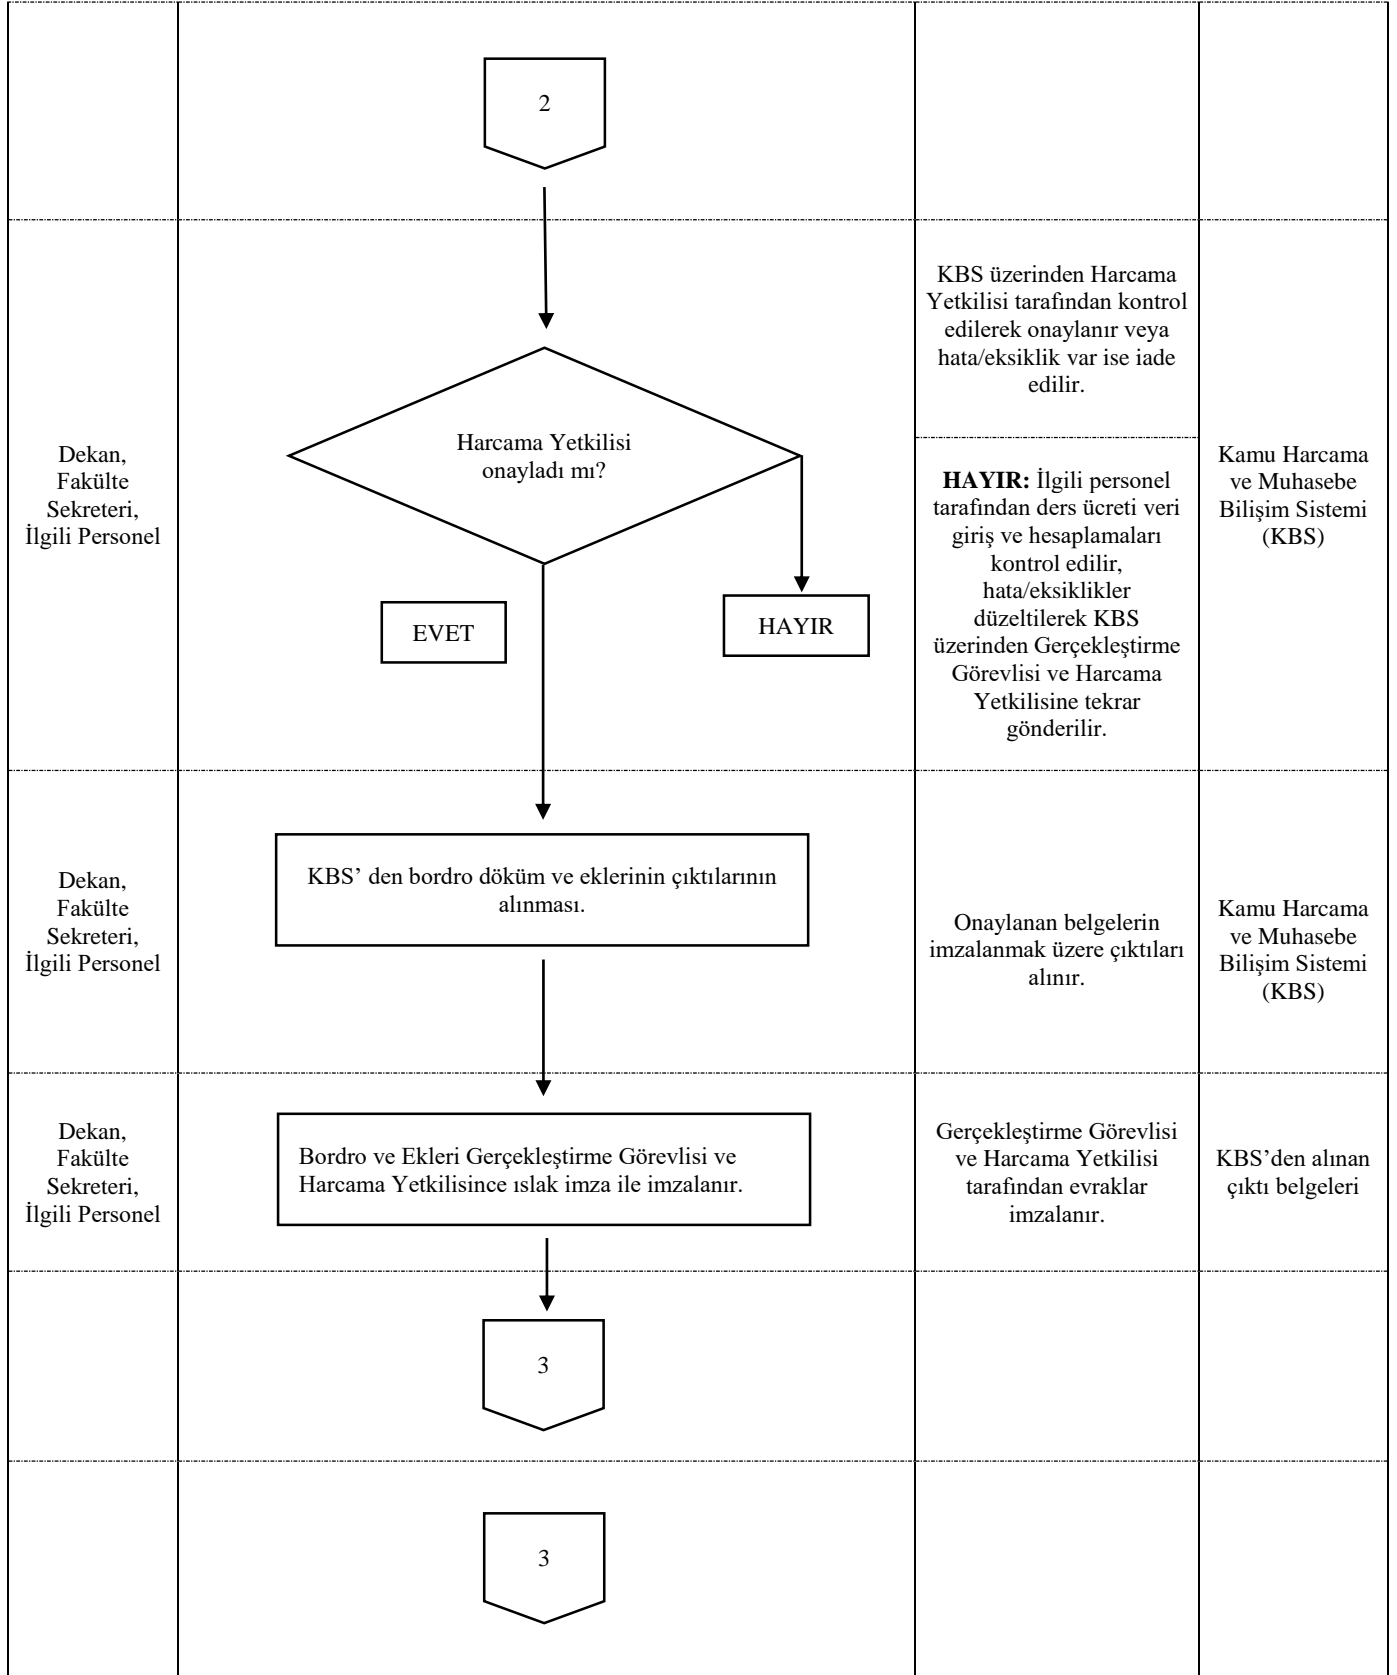 2
Dekan,
Fakülte
Sekreteri,
İlgili Personel
Harcama Yetkilisi
onayladı mı?
EVET
HAYIR
KBS üzerinden Harcama
Yetkilisi tarafından kontrol
edilerek onaylanır veya
hata/eksiklik var ise iade
edilir.
HAYIR: İlgili personel
tarafından ders ücreti veri
giriş ve hesaplamaları
kontrol edilir,
hata/eksiklikler
düzeltilerek KBS
üzerinden Gerçekleştirme
Görevlisi ve Harcama
Yetkilisine tekrar
gönderilir.
Kamu Harcama
ve Muhasebe
Bilişim Sistemi
(KBS)
Dekan,
Fakülte
Sekreteri,
İlgili Personel
KBS’ den bordro döküm ve eklerinin çıktılarının
alınması.
Onaylanan belgelerin
imzalanmak üzere çıktıları
alınır.
Kamu Harcama
ve Muhasebe
Bilişim Sistemi
(KBS)
Dekan,
Fakülte
Sekreteri,
İlgili Personel
Bordro ve Ekleri Gerçekleştirme Görevlisi ve
Harcama Yetkilisince ıslak imza ile imzalanır.
Gerçekleştirme Görevlisi
ve Harcama Yetkilisi
tarafından evraklar
imzalanır.
KBS’den alınan
çıktı belgeleri
3
3